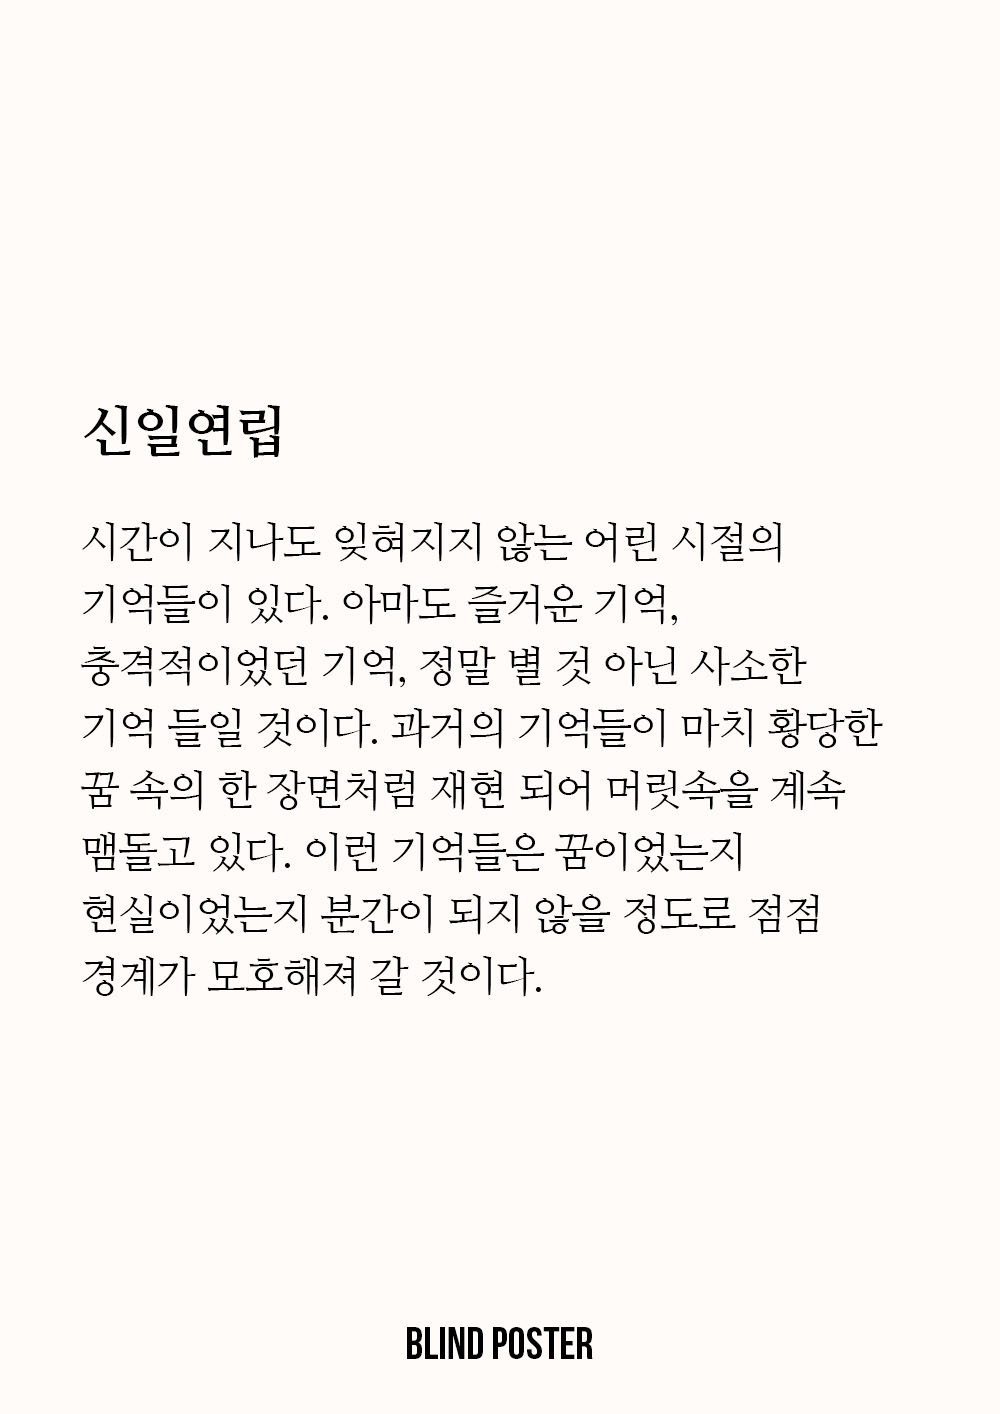 신일연립
시간이 지나도 잊혀지지 않는 어린 시절의
기억들이 있다. 아마도 즐거운 기억,
충격적이었던 기억, 정말 별 것 아닌 사소한
기억 들일 것이다. 과거의 기억들이 마치 황당한
꿈 속의 한 장면처럼 재현 되어 머릿속을 계속
맴돌고 있다. 이런 기억들은 꿈이었는지
현실이었는지 분간이 되지 않을 정도로 점점
경계가 모호해져 갈 것이다.
BLIND POSTER